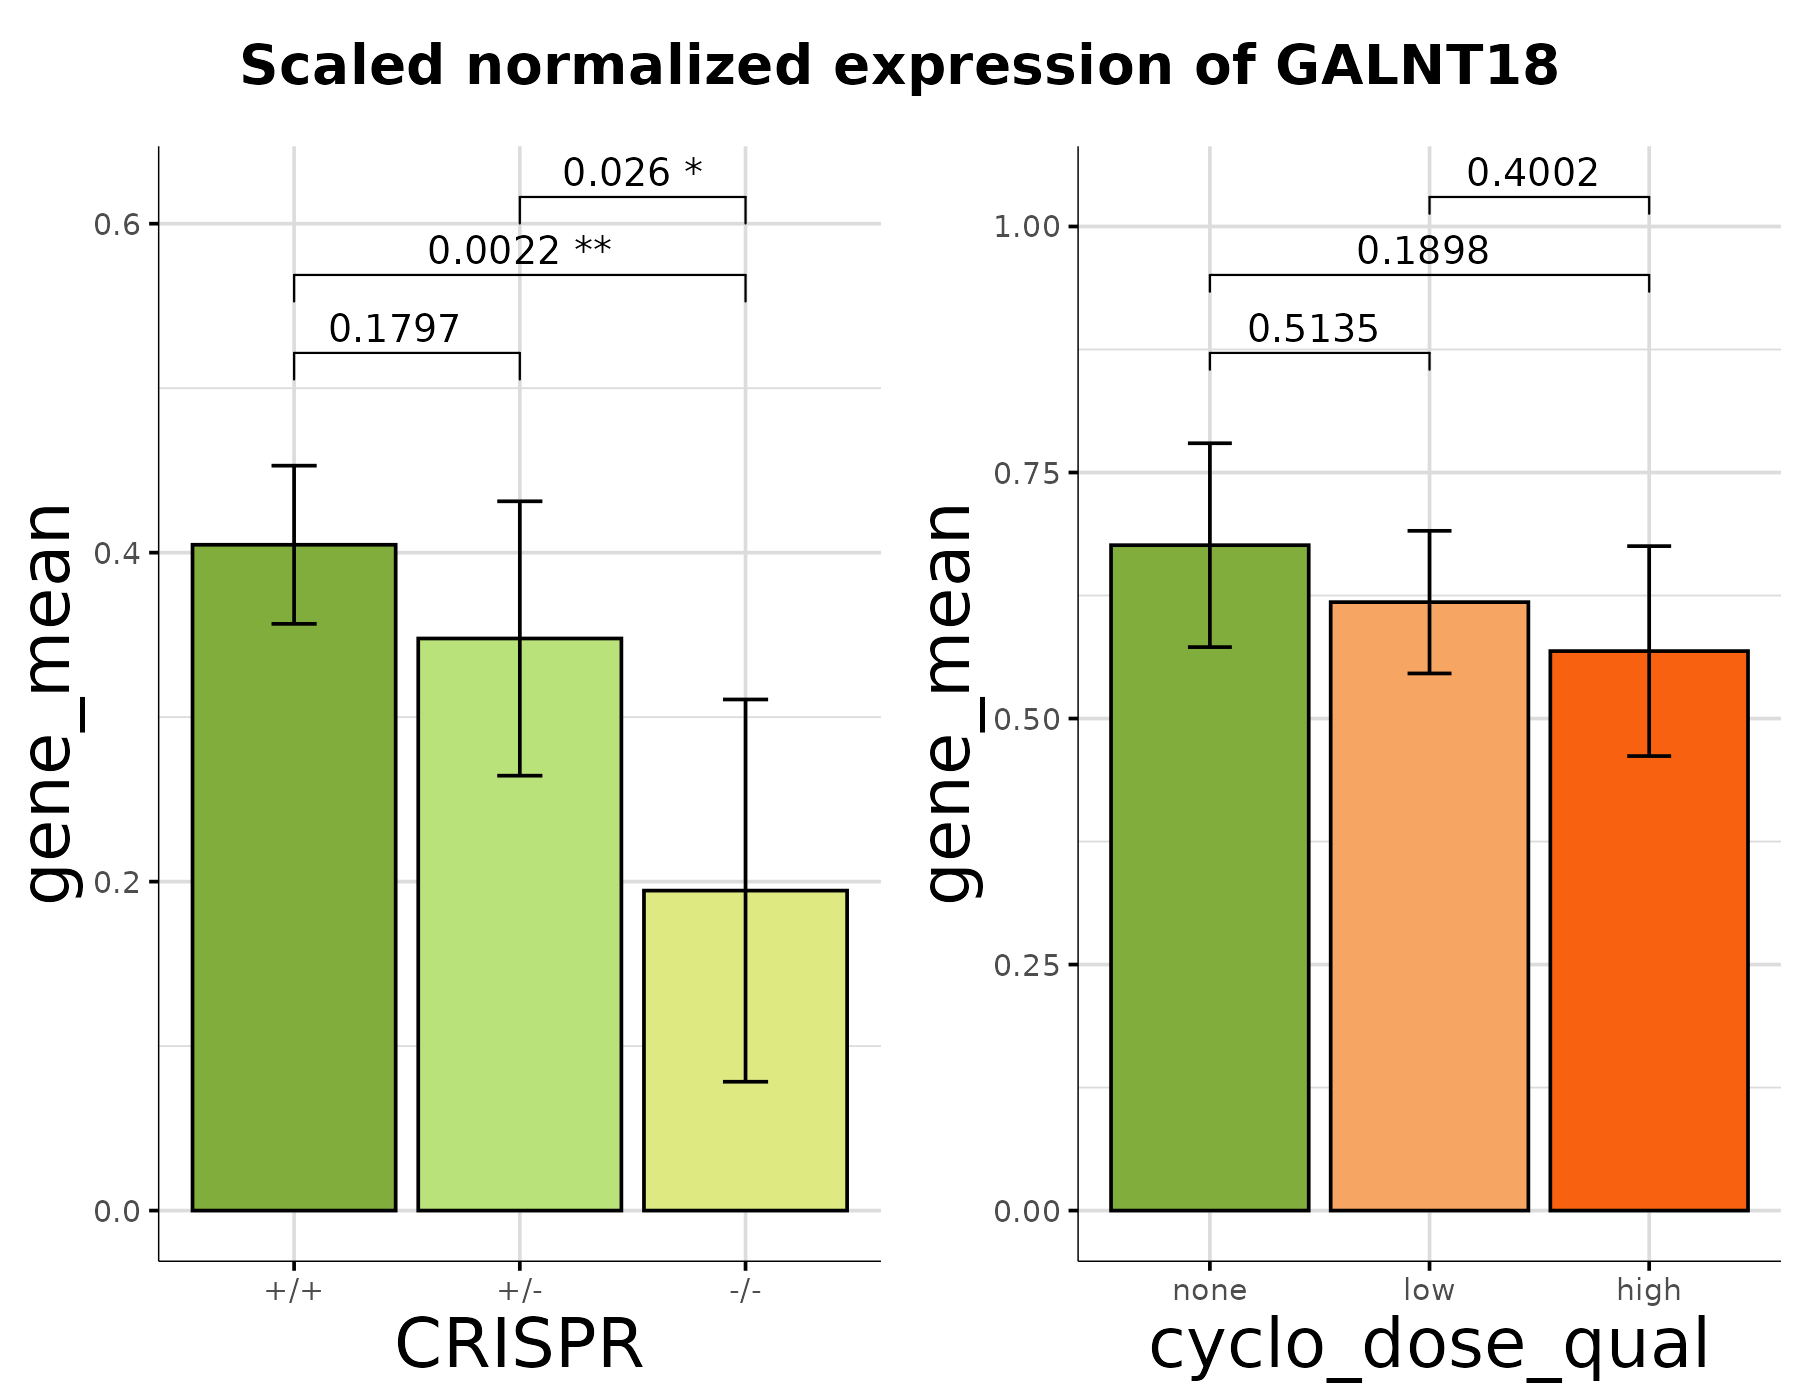 Scaled normalized expression of GALNT18
0.026 *
0.0022 **
0.1797
0.6
0.4
0.2
0.0
gene_mean
+/+ +/- -/-
CRISPR
0.4002
0.1898
0.5135
1.00
0.75
0.50
0.25
0.00
gene_mean
none low high
cyclo_dose_qual